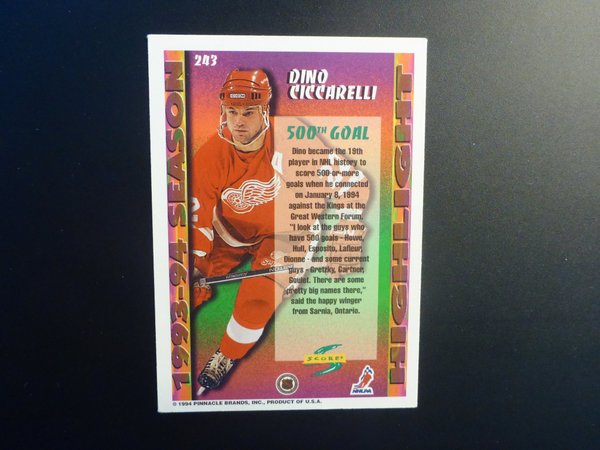 243
DINO
CICCARELLI
1993-94 SEASON
HIGHLIGHT
500TH GOAL
Dino became the 19th
player in NHL history to
score 500-or-more
goals when he connected
on January 8, 1994
against the Kings at the
Great Western Forum.
"I look at the guys who
have 500 goals - Howe,
Hull, Esposito, Lafleur,
Dionne - and some current
guys - Gretzky, Gartner,
Goulet. There are some
pretty big names there,"
said the happy winger
from Sarnia, Ontario.
SCORE
NHLPA
© 1994 PINNACLE BRANDS, INC., PRODUCT OF U.S.A.